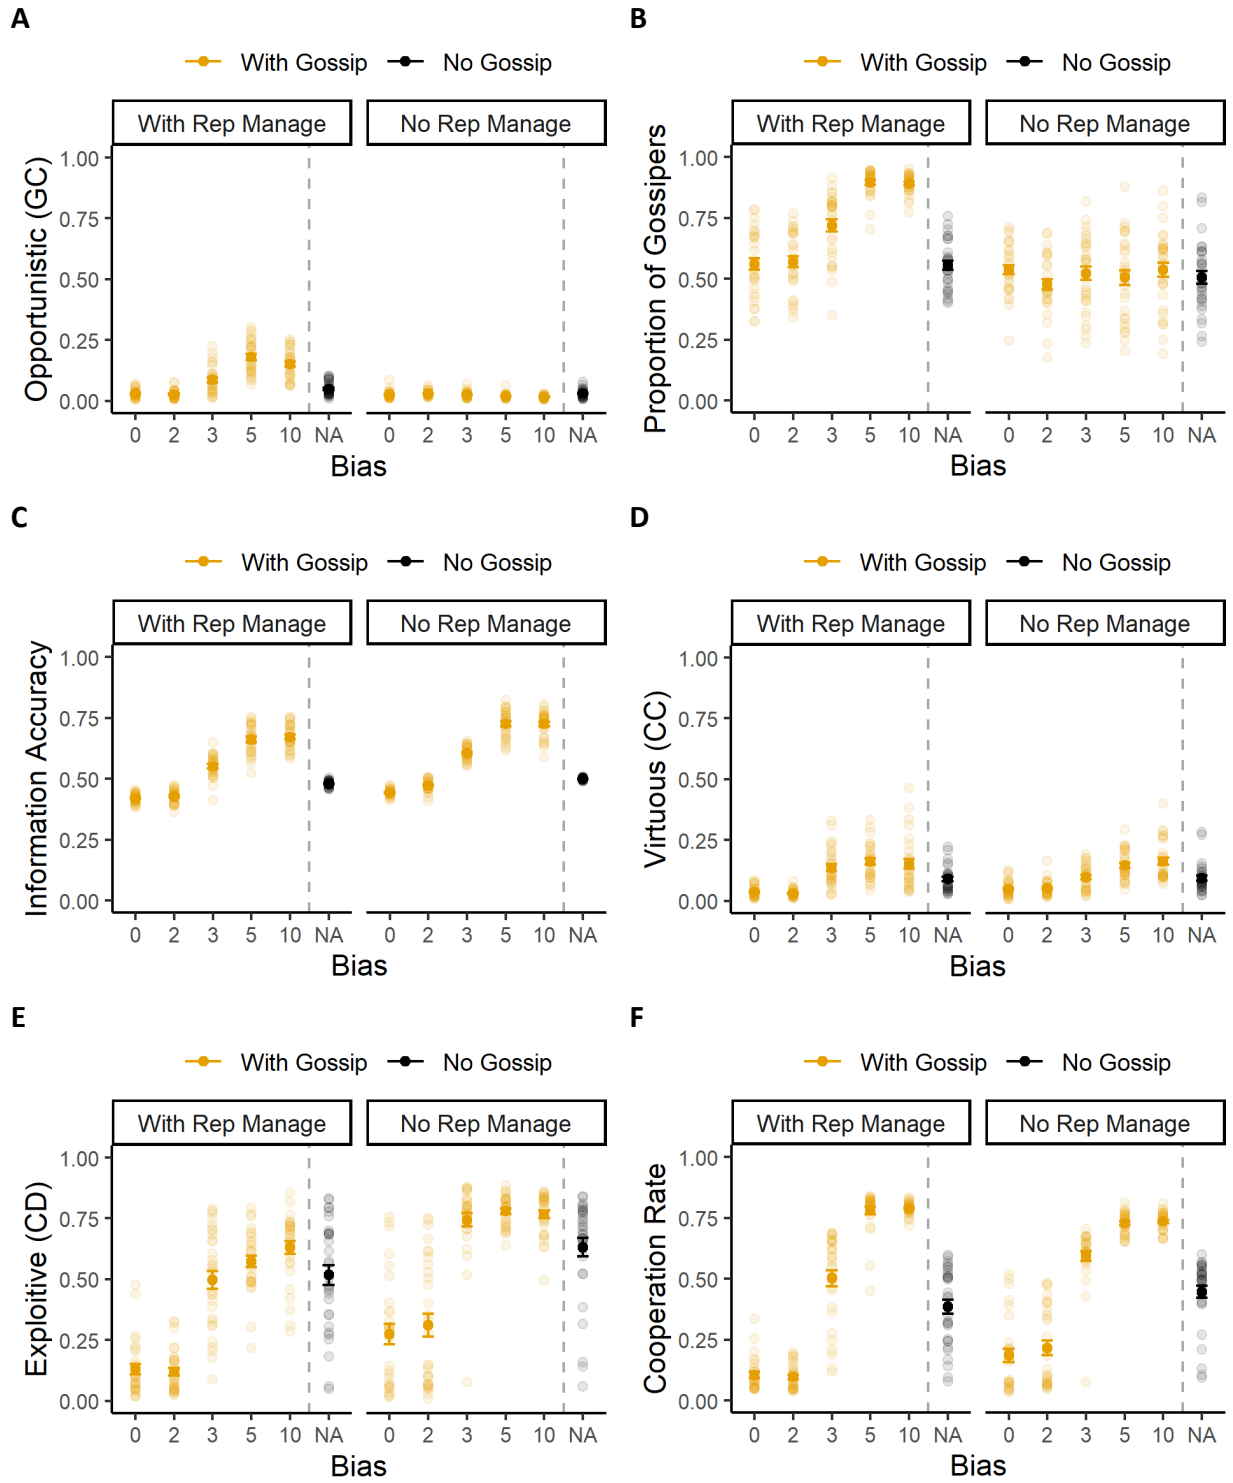 A
With Gossip No Gossip
With Rep Manage No Rep Manage
Opportunistic (GC)
1.00
0.75
0.50
0.25
0.00
0 2 3 5 10 NA 0 2 3 5 10 NA
Bias
B
With Gossip No Gossip
With Rep Manage No Rep Manage
Proportion of Gossipers
1.00
0.75
0.50
0.25
0.00
0 2 3 5 10 NA 0 2 3 5 10 NA
Bias
C
With Gossip No Gossip
With Rep Manage No Rep Manage
Information Accuracy
1.00
0.75
0.50
0.25
0.00
0 2 3 5 10 NA 0 2 3 5 10 NA
Bias
D
With Gossip No Gossip
With Rep Manage No Rep Manage
Virtuous (CC)
1.00
0.75
0.50
0.25
0.00
0 2 3 5 10 NA 0 2 3 5 10 NA
Bias
E
With Gossip No Gossip
With Rep Manage No Rep Manage
Exploitive (CD)
1.00
0.75
0.50
0.25
0.00
0 2 3 5 10 NA 0 2 3 5 10 NA
Bias
F
With Gossip No Gossip
With Rep Manage No Rep Manage
Cooperation Rate
1.00
0.75
0.50
0.25
0.00
0 2 3 5 10 NA 0 2 3 5 10 NA
Bias